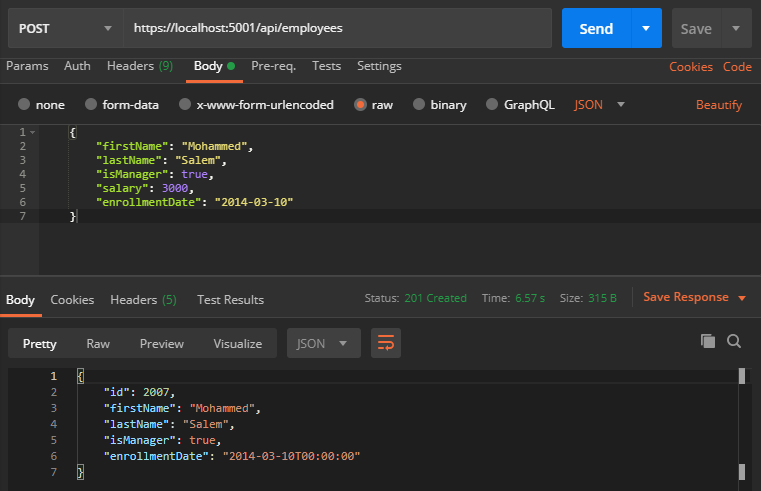 POST https://localhost:5001/api/employees Send Save
Params Auth Headers (9) Body Pre-req. Tests Settings Cookies Code
none form-data x-www-form-urlencoded raw binary GraphQL JSON Beautify
1 {
2 "firstName": "Mohammed",
3 "lastName": "Salem",
4 "isManager": true,
5 "salary": 3000,
6 "enrollmentDate": "2014-03-10"
7 }
Body Cookies Headers (5) Test Results Status: 201 Created Time: 6.57 s Size: 315 B Save Response
Pretty Raw Preview Visualize JSON
1 {
2 "id": 2007,
3 "firstName": "Mohammed",
4 "lastName": "Salem",
5 "isManager": true,
6 "enrollmentDate": "2014-03-10T00:00:00"
7 }